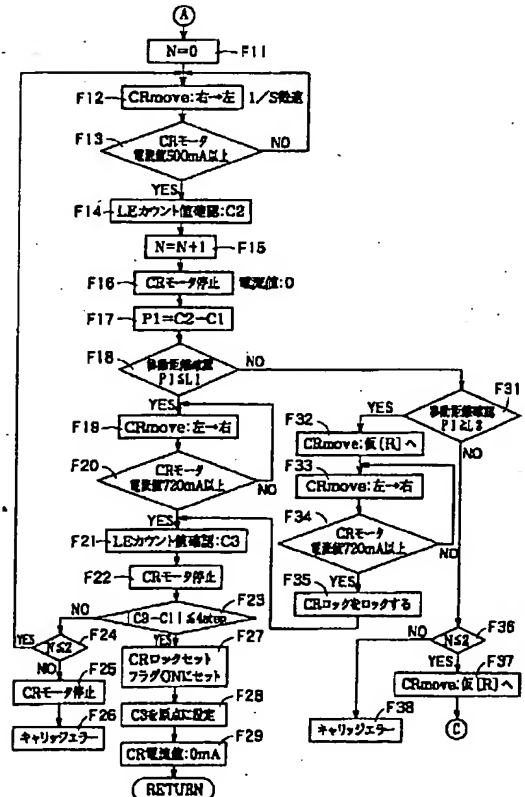 A
N=0 F11
F12 CRmove:右→左 1/S
F13 CRモータ
電流値500mA以上 NO
YES
F14 LEカウント値確認:C2
N=N+1 F15
F16 CRモータ停止 電流値:0
F17 P1=C2-C1
F18 移動距離確認 NO
P1≦L1
F31
YES
移動距離確認
YES
F19 CRmove:左→右
F32
CRmove:仮[R]へ
NO
F20 CRモータ
電流値720mA以上 NO
F33
CRmove:左→右
F34
CRモータ
電流値720mA以上 NO
YES
F21 LEカウント値確認:C3
F22 CRモータ停止
YES
F35 CRロックをロックする
NO |C3-C1|≦4step F23
YES N≦2 F24
YES
F27
CRロックセット
フラグONにセット
F36
N≦2
NO F25
CRモータ停止
F28
C3を原点に設定
NO YES F37
CRmove:仮[R]へ
F26
キャリッジエラー
F29
CR電流値:0mA
F38
キャリッジエラー
C
RETURN